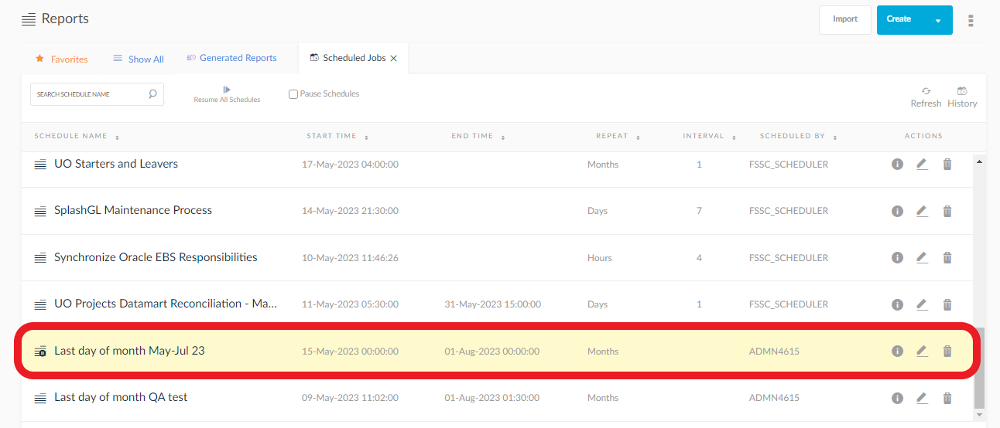 Reports
Import
Create
Favorites
Show All
Generated Reports
Scheduled Jobs
SEARCH SCHEDULE NAME
Resume All Schedules
Pause Schedules
Refresh
History
SCHEDULE NAME START TIME END TIME REPEAT INTERVAL SCHEDULED BY ACTIONS
UO Starters and Leavers 17-May-2023 04:00:00 Months 1 FSSC_SCHEDULER
SplashGL Maintenance Process 14-May-2023 21:30:00 Days 7 FSSC_SCHEDULER
Synchronize Oracle EBS Responsibilities 10-May-2023 11:46:26 Hours 4 FSSC_SCHEDULER
UO Projects Datamart Reconciliation - Ma... 11-May-2023 05:30:00 31-May-2023 15:00:00 Days 1 FSSC_SCHEDULER
Last day of month May-Jul 23 15-May-2023 00:00:00 01-Aug-2023 00:00:00 Months ADMN4615
Last day of month QA test 09-May-2023 11:02:00 01-Aug-2023 01:30:00 Months ADMN4615